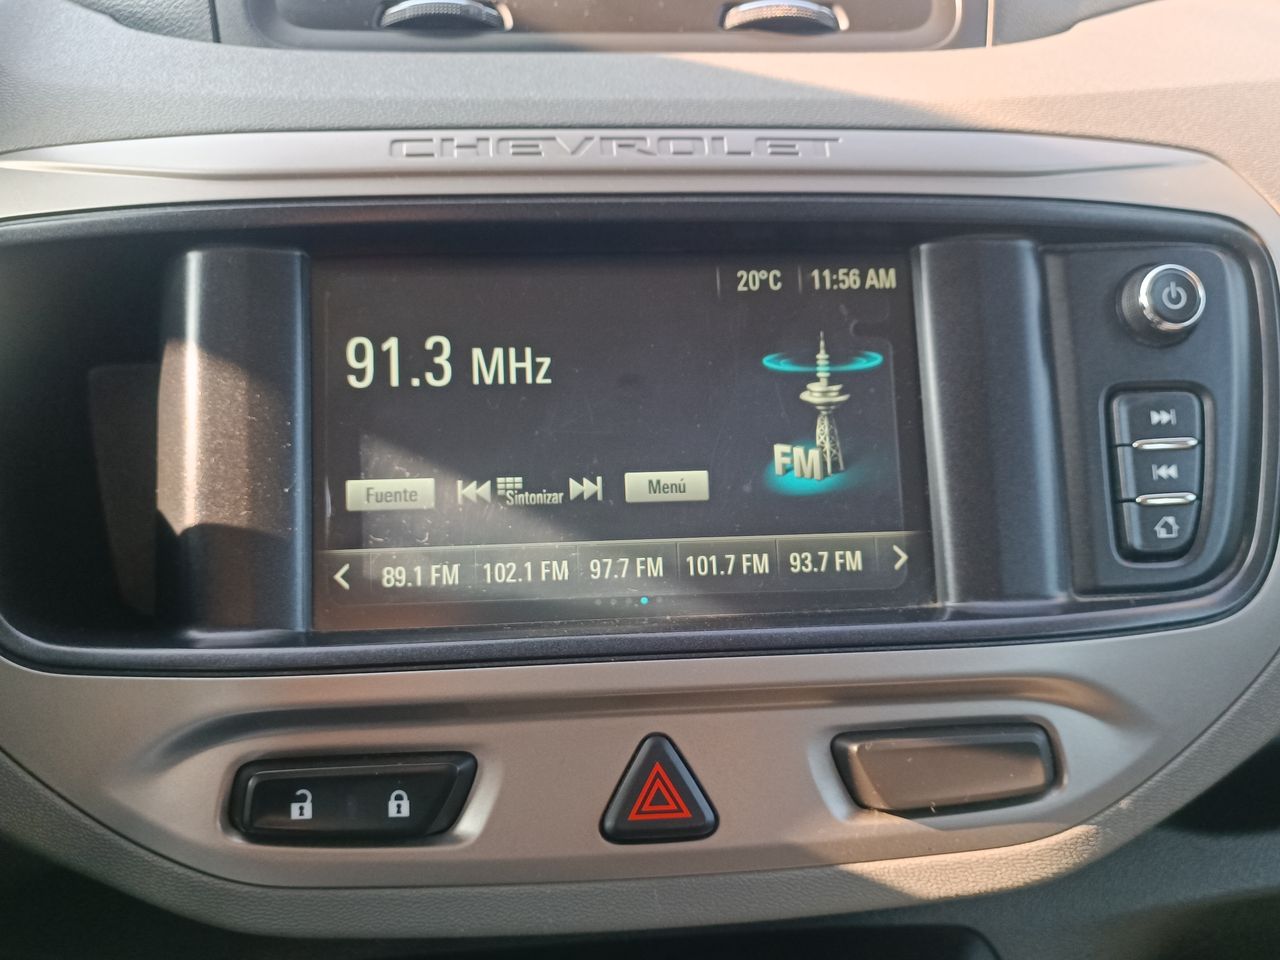 CHEVROLET
20°C 11:56 AM
91.3 MHz
FM
Fuente Sintonizar Menú
89.1 FM 102.1 FM 97.7 FM 101.7 FM 93.7 FM